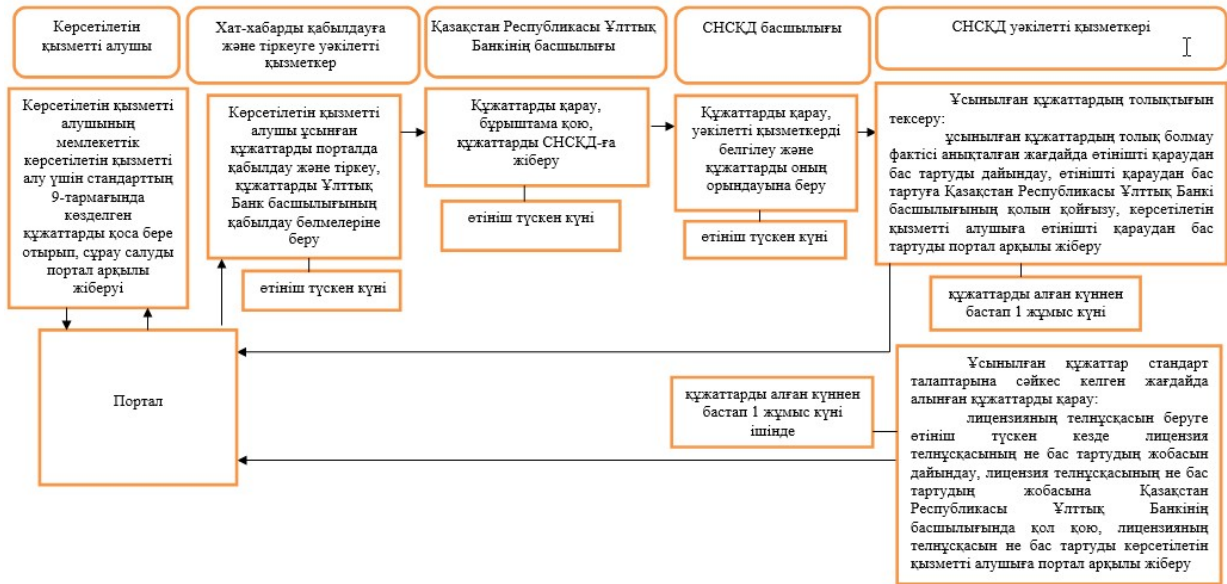 Көрсетілетін
қызметті алушы
Хат-хабарды қабылдауға
және тіркеуге уәкілетті
қызметкер
Қазақстан Республикасы Ұлттық
Банкінің басшылығы
СНСҚД басшылығы
СНСҚД уәкілетті қызметкері
Көрсетілетін қызметті
алушының
мемлекеттік
көрсетілетін қызметті
алу үшін стандарттың
9-тармағында
көзделген
құжаттарды қоса бере
отырып, сұрау салуды
портал арқылы
жіберуі
Көрсетілетін қызметті
алушы ұсынған
құжаттарды порталда
қабылдау және тіркеу,
құжаттарды Ұлттық
Банк басшылығының
қабылдау бөлмелеріне
беру
өтініш түскен күні
Құжаттарды қарау,
бұрыштама қою,
құжаттарды СНСҚД-ға
жіберу
өтініш түскен күні
Құжаттарды қарау,
уәкілетті қызметкерді
белгілеу және
құжаттарды оның
орындауына беру
өтініш түскен күні
Ұсынылған құжаттардың толықтығын
тексеру:
ұсынылған құжаттардың толық болмау
фактісі анықталған жағдайда өтінішті қараудан
бас тартуды дайындау, өтінішті қараудан бас
тартуға Қазақстан Республикасы Ұлттық Банкі
басшылығының қолын қойғызу, көрсетілетін
қызметті алушыға өтінішті қараудан бас
тартуды портал арқылы жіберу
құжаттарды алған күннен
бастап 1 жұмыс күні
Портал
құжаттарды алған күннен
бастап 1 жұмыс күні
ішінде
Ұсынылған құжаттар стандарт
талаптарына сәйкес келген жағдайда
алынған құжаттарды қарау:
лицензияның телнұсқасын беруге
өтініш түскен кезде лицензия
телнұсқасының не бас тартудың жобасын
дайындау, лицензия телнұсқасының не бас
тартудың жобасына Қазақстан
Республикасы Ұлттық Банкінің
басшылығында қол қою, лицензияның
телнұсқасын не бас тартуды көрсетілетін
қызметті алушыға портал арқылы жіберу